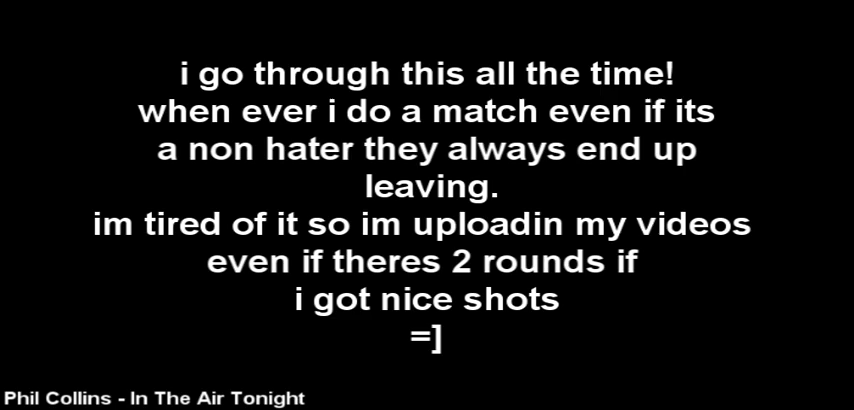 i go through this all the time!
when ever i do a match even if its
a non hater they always end up
leaving.
im tired of it so im uploadin my videos
even if theres 2 rounds if
i got nice shots
=]
Phil Collins - In The Air Tonight